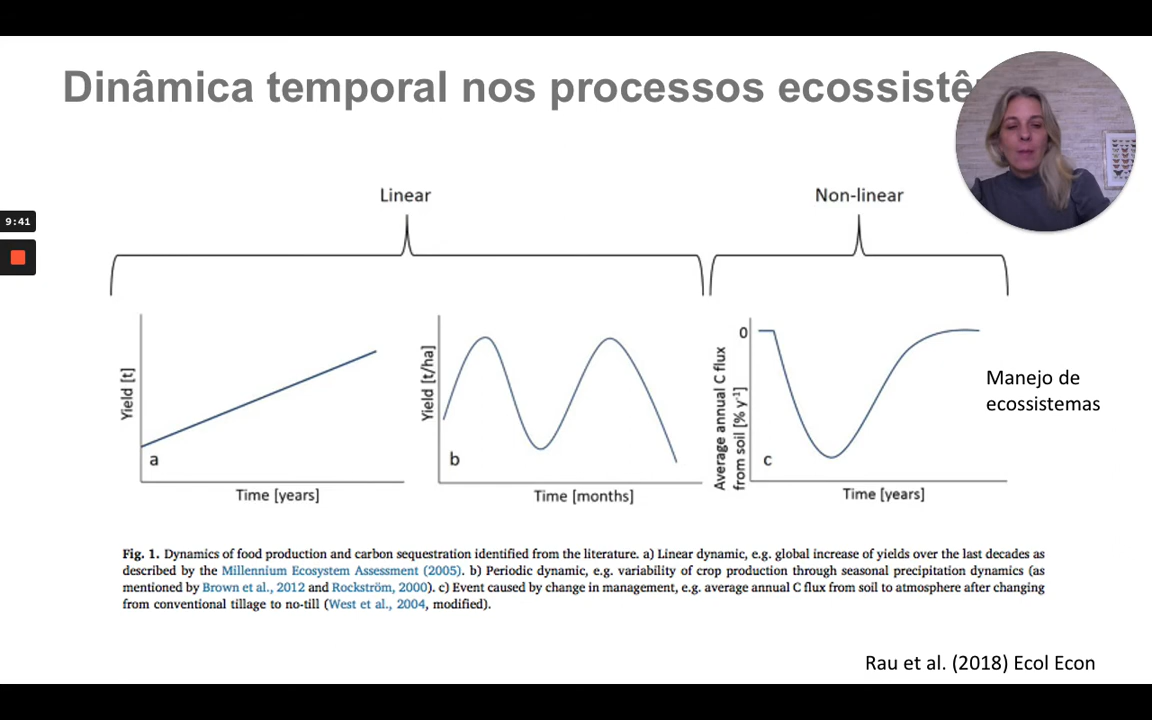 Dinâmica temporal nos processos
Linear
Non-linear
9:41
Yield [t]
a
Time [years]
Yield [t/ha]
b
Time [months]
Average annual C flux
from soil [% y-1]
0
c
Time [years]
Manejo de
ecossistemas
Fig. 1. Dynamics of food production and carbon sequestration identified from the literature. a) Linear dynamic, e.g. global increase of yields over the last decades as
described by the Millennium Ecosystem Assessment (2005). b) Periodic dynamic, e.g. variability of crop production through seasonal precipitation dynamics (as
mentioned by Brown et al., 2012 and Rockström, 2000). c) Event caused by change in management, e.g. average annual C flux from soil to atmosphere after changing
from conventional tillage to no-till (West et al., 2004, modified).
Rau et al. (2018) Ecol Econ